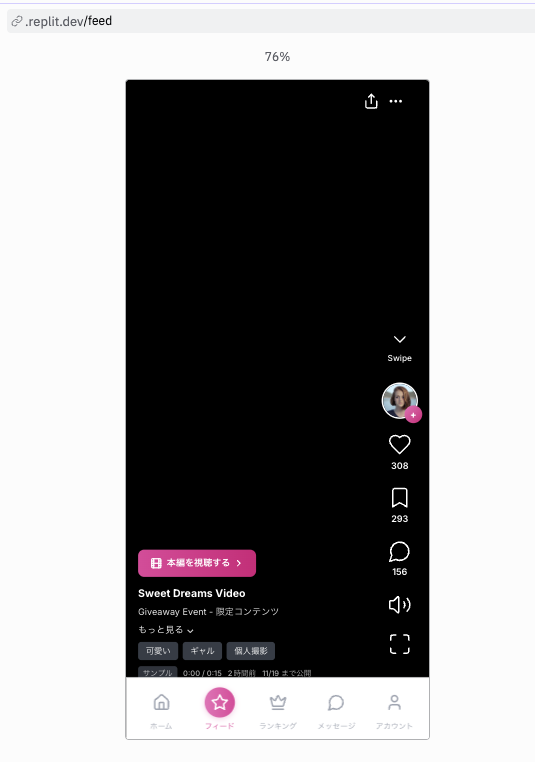 .replit.dev/feed
76%
Swipe
308
293
156
本編を視聴する
Sweet Dreams Video
Giveaway Event - 限定コンテンツ
もっと見る
可愛い ギャル 個人撮影
サンプル 0:00 / 0:15 2時間前 11/19 まで公開
ホーム フィード ランキング メッセージ アカウント